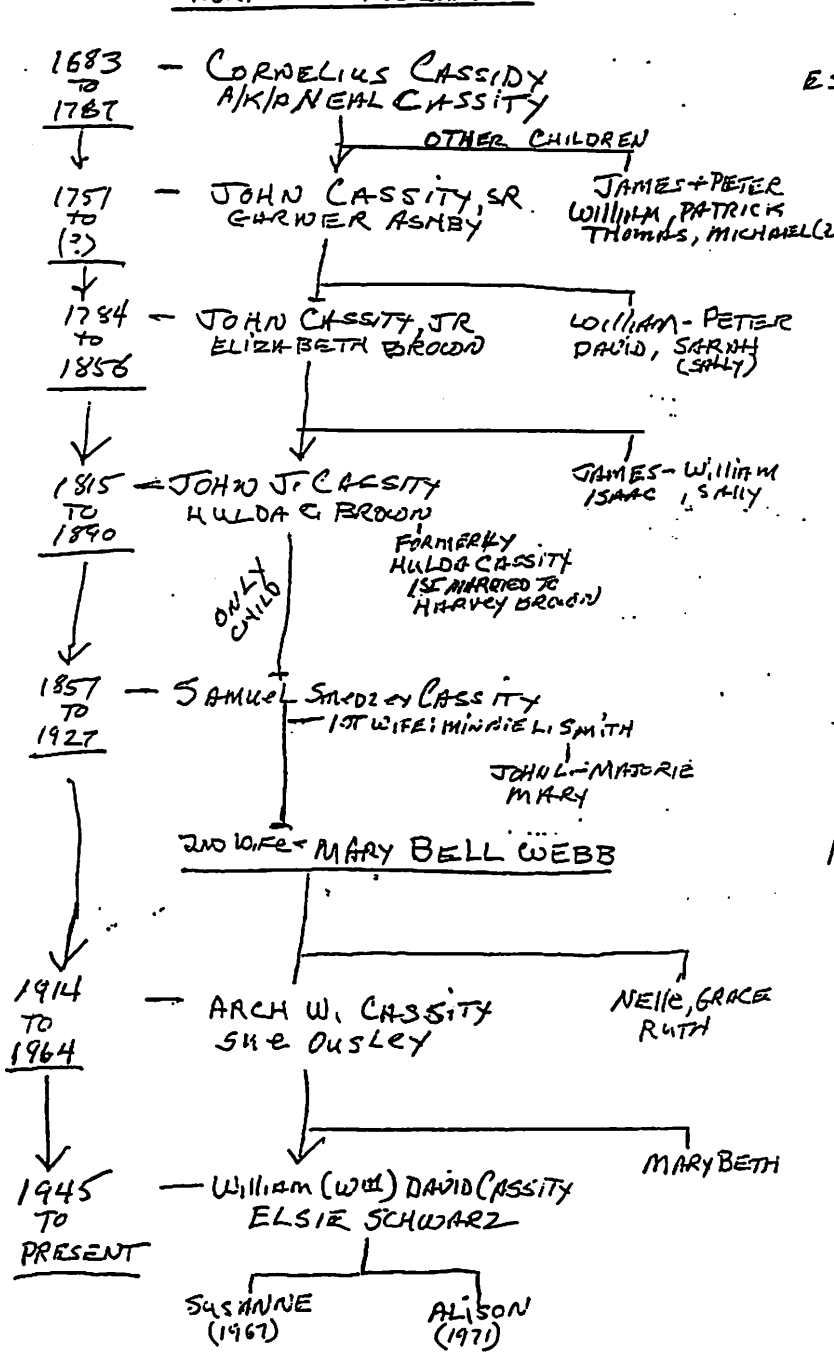 1683 — CORNELIUS CASSIDY
TO A/K/A NEAL CASSITY
1787
OTHER CHILDREN
1751 — JOHN CASSITY, SR
to GARNER ASHBY
(?)
JAMES + PETER
WILLIAM, PATRICK
THOMAS, MICHAEL (2
1784 — JOHN CASSITY, JR
to ELIZABETH BROWN
1856
WILLIAM - PETER
DAVID, SARAH
(SALLY)
1815 — JOHN J. CASSITY
TO HULDA C. BROWN
1890
JAMES - William
ISAAC, SALLY
FORMERLY
HULDA CASSITY
1ST MARRIED TO
HARVEY BROWN
ONLY
CHILD
1857 — SAMUEL SMEDLEY CASSITY
TO
1927
1ST WIFE: MINNIE L. SMITH
JOHN L - MAJORIE
MARY
2ND WIFE - MARY BELL WEBB
1914 — ARCH W. CASSITY
TO SUE OUSLEY
1964
NELLE, GRACE
RUTH
MARY BETH
1945 — William (Wm) DAVID CASSITY
TO ELSIE SCHWARZ
PRESENT
SUSANNE
(1967)
ALISON
(1971)